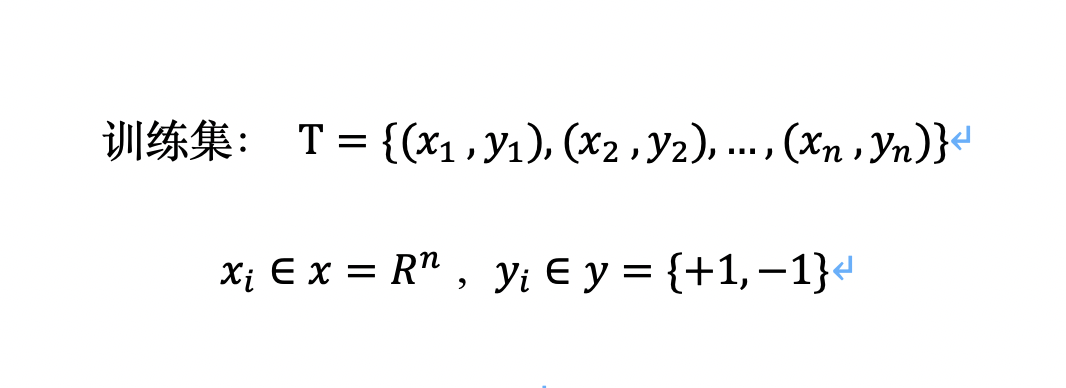 训练集： T = {(x₁ , y₁), (x₂ , y₂), … , (xₙ , yₙ)}↵
xᵢ ∈ x = Rⁿ ，yᵢ ∈ y = {+1, −1}↵